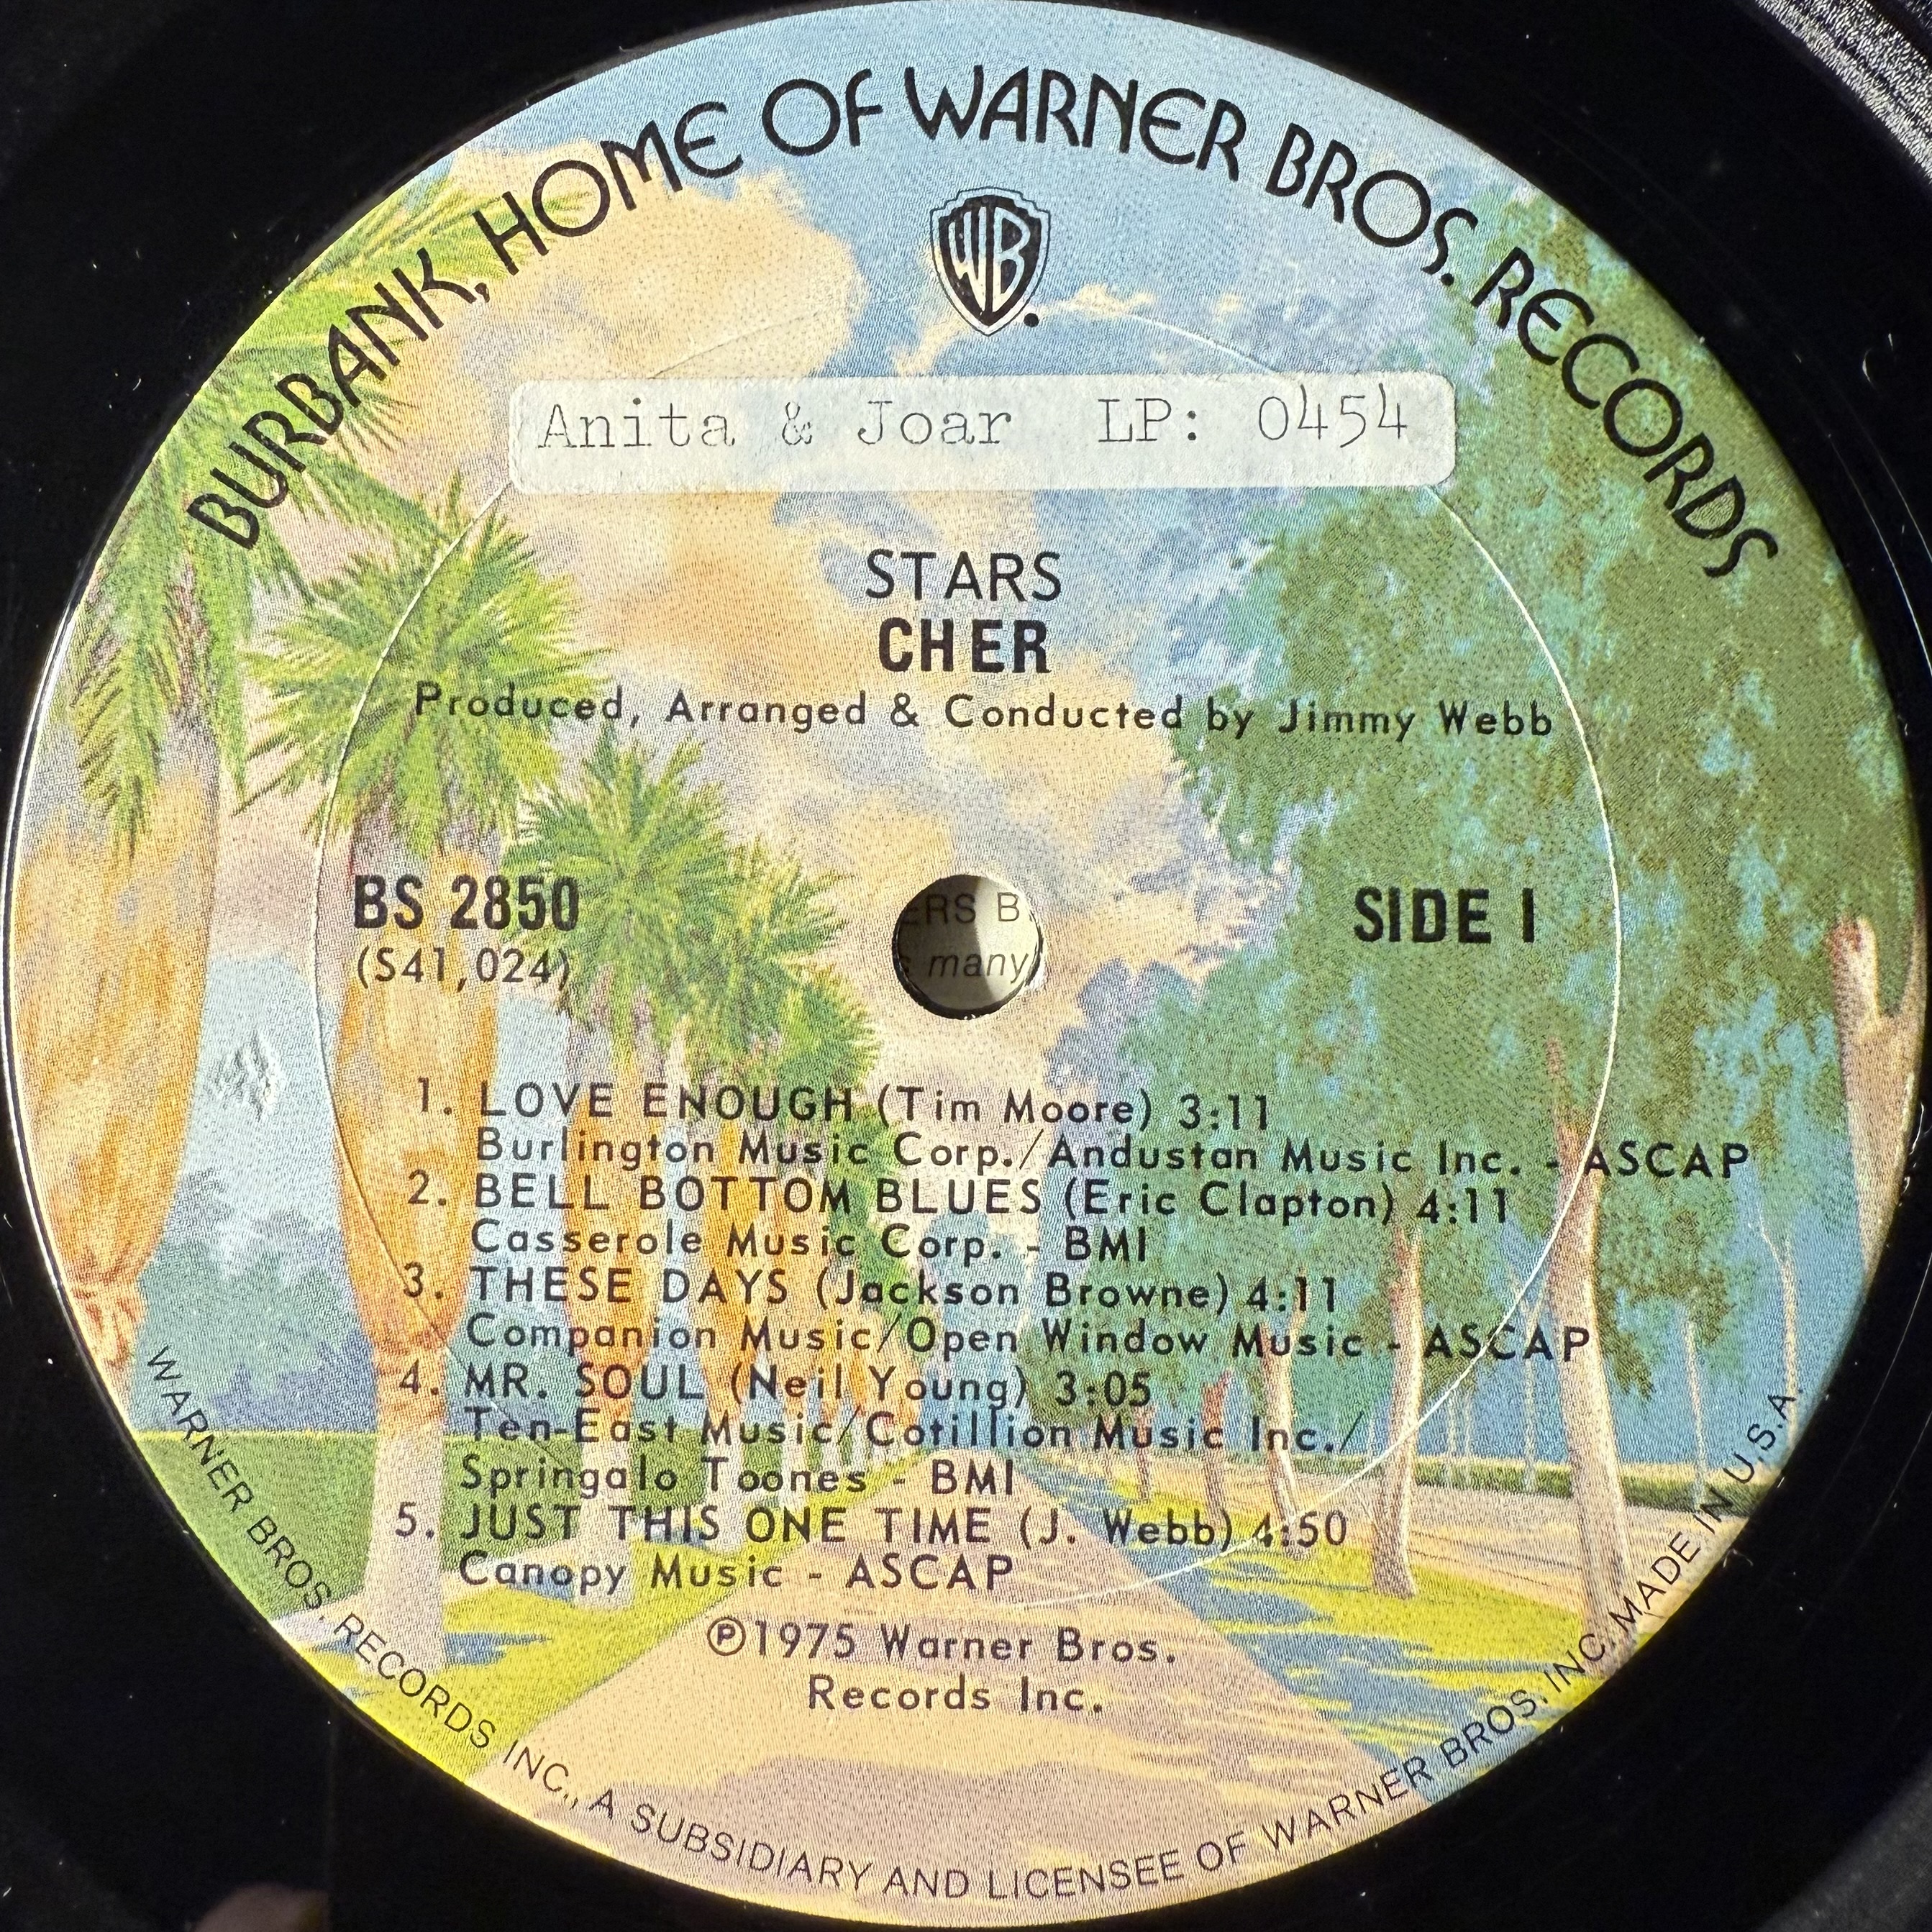 BURBANK, HOME OF WARNER BROS. RECORDS
WB
Anita & Joar LP: 0454
STARS
CHER
Produced, Arranged & Conducted by Jimmy Webb
BS 2850
(S41,024)
SIDE 1
ERS B
many
1. LOVE ENOUGH (Tim Moore) 3:11
Burlington Music Corp./Andustan Music Inc. - ASCAP
2. BELL BOTTOM BLUES (Eric Clapton) 4:11
Casserole Music Corp. - BMI
3. THESE DAYS (Jackson Browne) 4:11
Companion Music/Open Window Music - ASCAP
4. MR. SOUL (Neil Young) 3:05
Ten-East Music/Cotillion Music Inc./
Springalo Toones - BMI
5. JUST THIS ONE TIME (J. Webb) 4:50
Canopy Music - ASCAP
℗1975 Warner Bros.
Records Inc.
WARNER BROS. RECORDS INC., A SUBSIDIARY AND LICENSEE OF WARNER BROS. INC. MADE IN U.S.A.